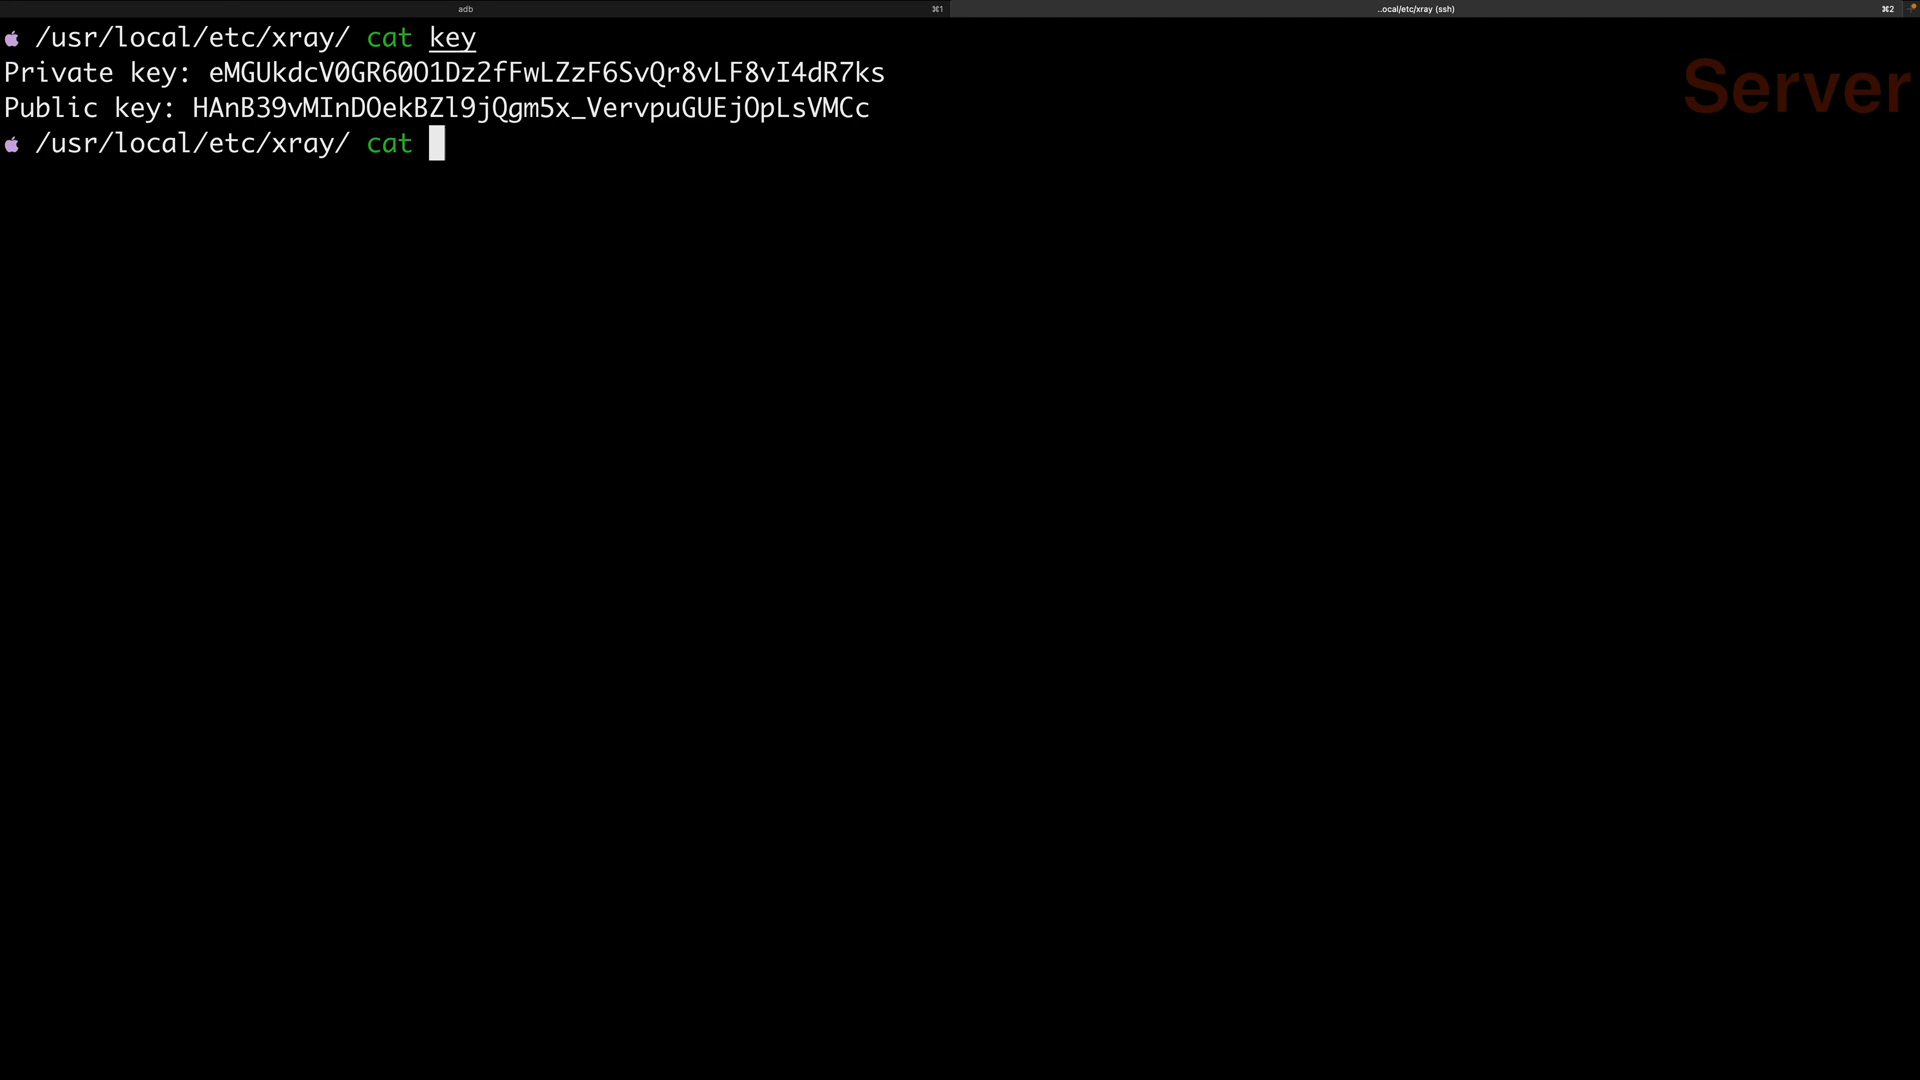 adb ⌘1 ..ocal/etc/xray (ssh) ⌘2
/usr/local/etc/xray/ cat key
Private key: eMGUkdcV0GR60O1Dz2fFwLZzF6SvQr8vLF8vI4dR7ks
Public key: HAnB39vMInDOekBZl9jQgm5x_VervpuGUEjOpLsVMCc
/usr/local/etc/xray/ cat
Server